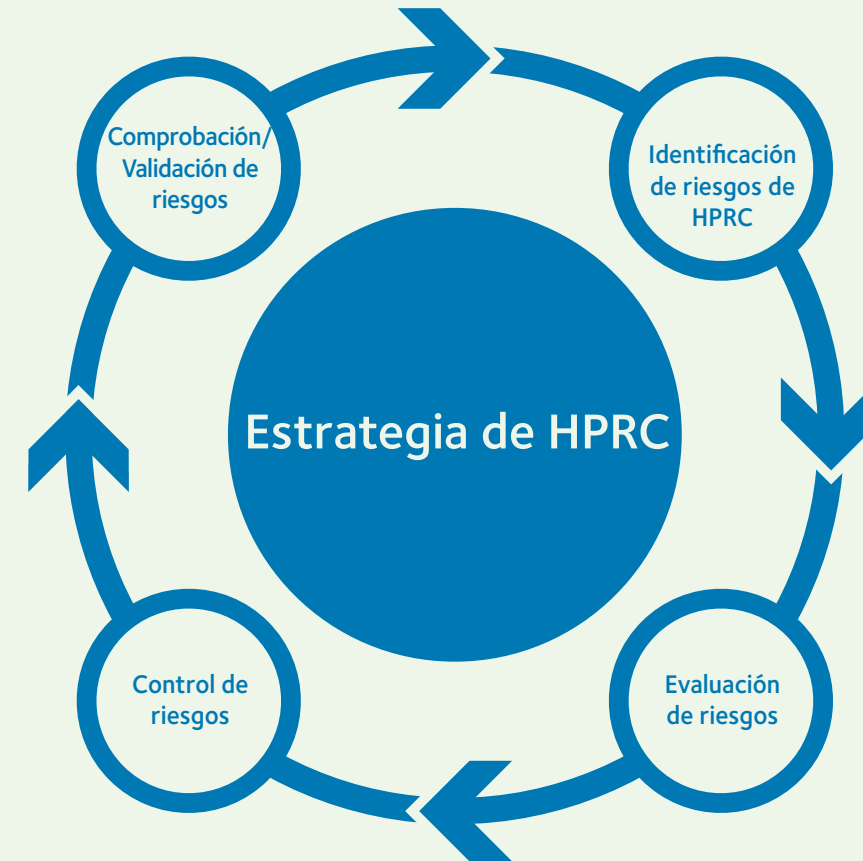 Comprobación/
Validación de
riesgos
Identificación
de riesgos de
HPRC
Estrategia de HPRC
Control de
riesgos
Evaluación
de riesgos